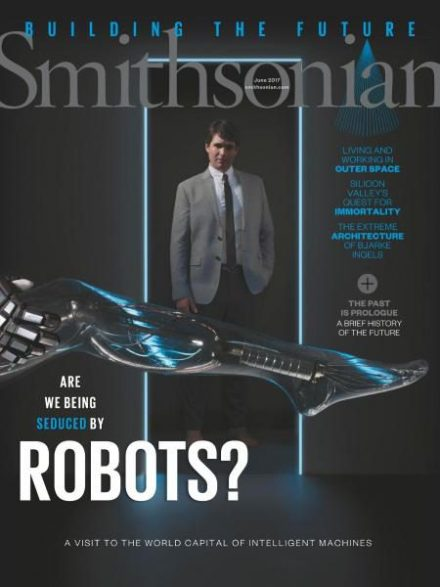 BUILDING THE FUTURE
Smithsonian
June 2017
smithsonian.com
LIVING AND
WORKING IN
OUTER SPACE
SILICON
VALLEY'S
QUEST FOR
IMMORTALITY
THE EXTREME
ARCHITECTURE
OF BJARKE
INGELS
+
THE PAST
IS PROLOGUE
A BRIEF HISTORY
OF THE FUTURE
ARE
WE BEING
SEDUCED BY
ROBOTS?
A VISIT TO THE WORLD CAPITAL OF INTELLIGENT MACHINES